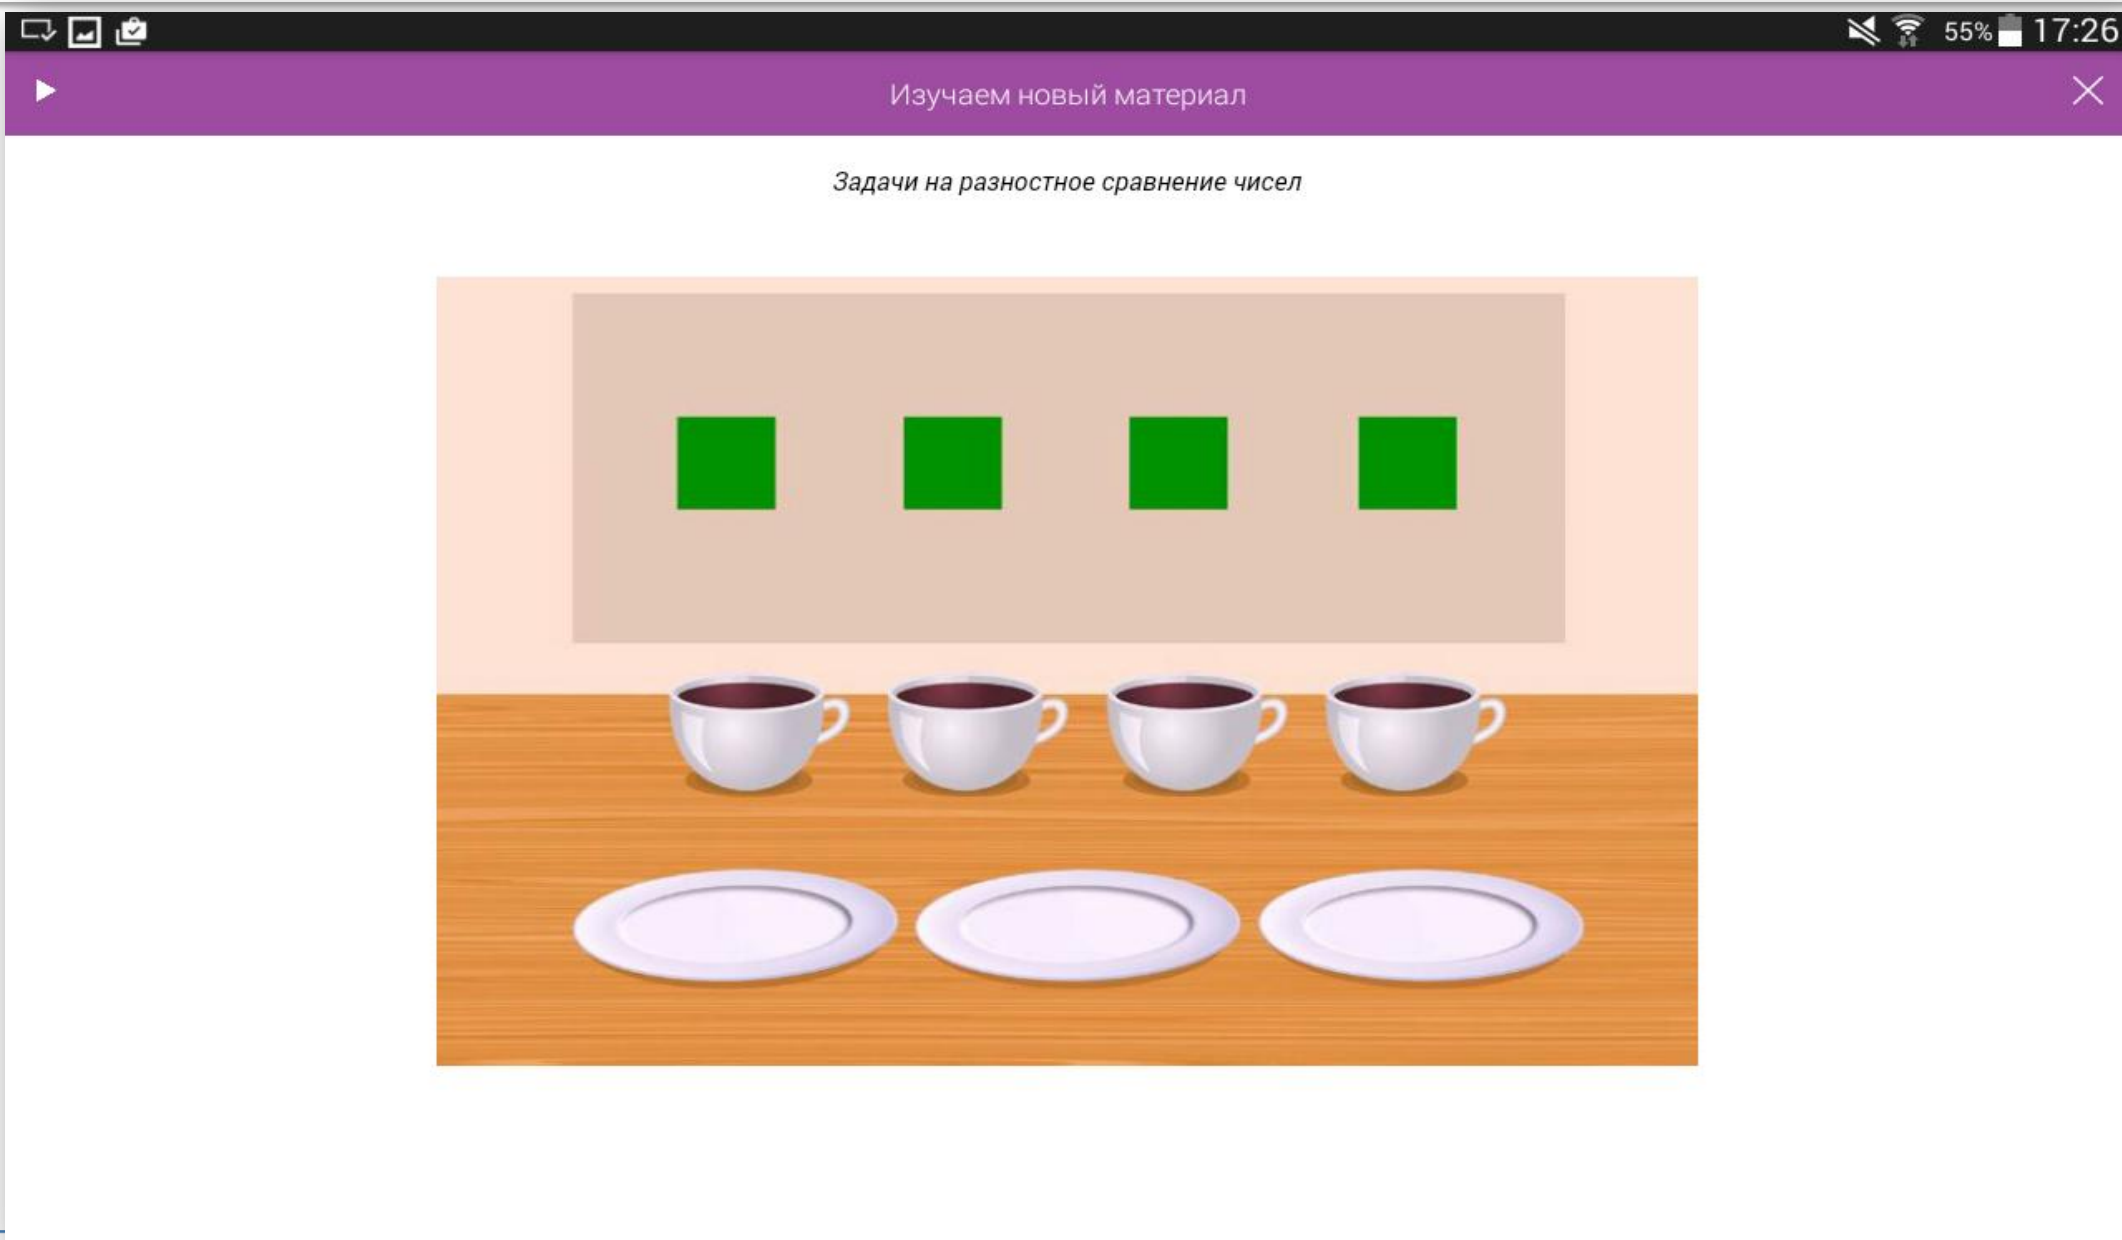 55% 17:26
Изучаем новый материал
Задачи на разностное сравнение чисел